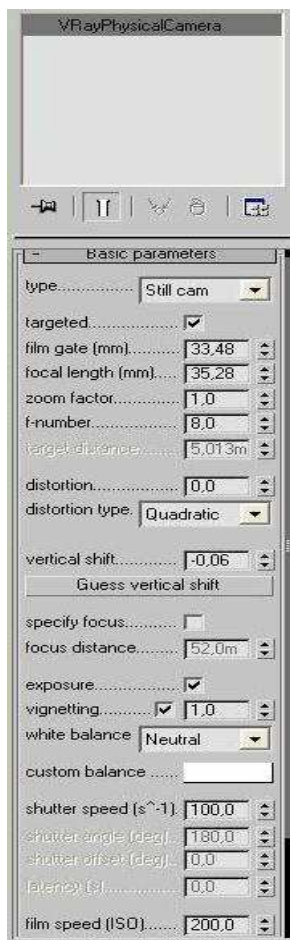 VRayPhysicalCamera
- Basic parameters
type............... Still cam
targeted.....................
film gate (mm).......... 33,48
focal length (mm)..... 35,28
zoom factor............. 1,0
f-number................. 8,0
target distance........ 5,013m
distortion................ 0,0
distortion type. Quadratic
vertical shift............ -0,06
Guess vertical shift
specify focus...........
focus distance......... 52,0m
exposure..................
vignetting......... 1,0
white balance Neutral
custom balance ......
shutter speed (s^-1). 100,0
shutter angle (deg).. 180,0
shutter offset (deg).. 0,0
latency (s)............... 0,0
film speed (ISO)....... 200,0